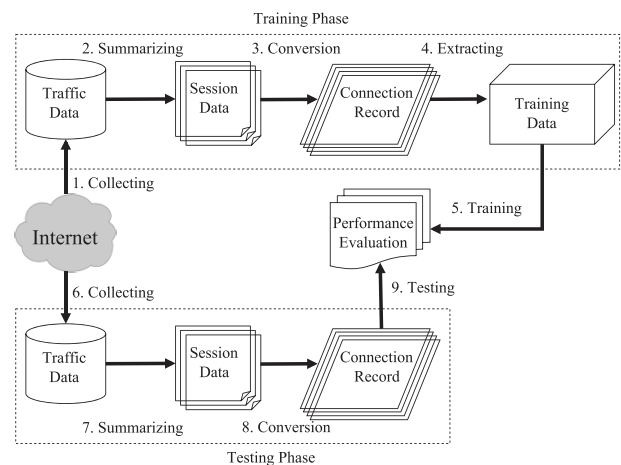 Training Phase
2. Summarizing
3. Conversion
4. Extracting
Traffic
Data
Session
Data
Connection
Record
Training
Data
1. Collecting
5. Training
Internet
Performance
Evaluation
6. Collecting
9. Testing
Traffic
Data
Session
Data
Connection
Record
7. Summarizing
8. Conversion
Testing Phase